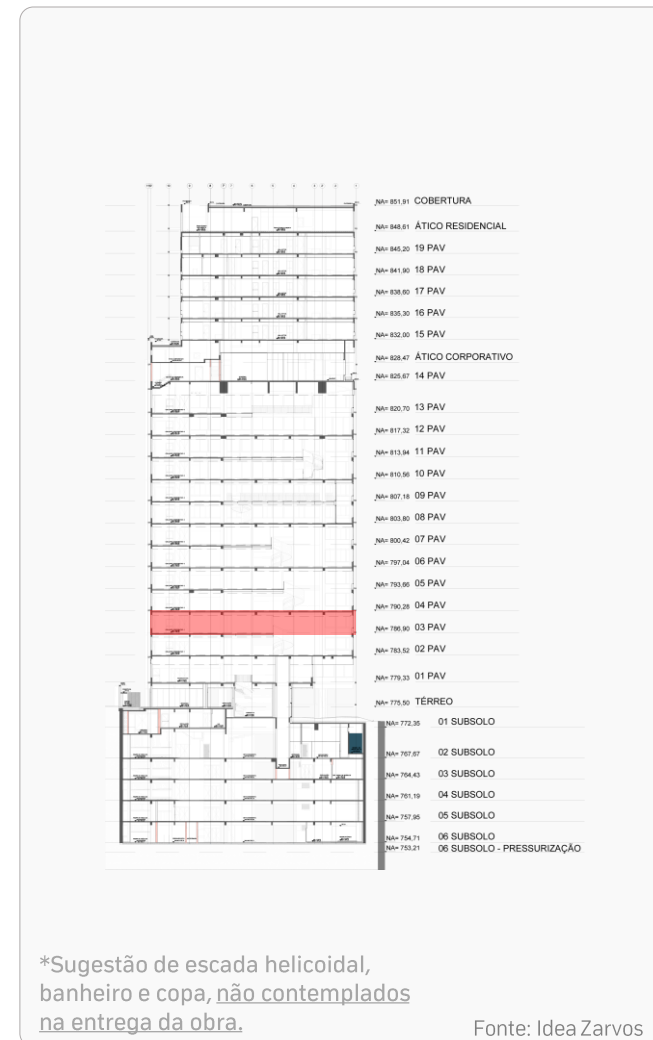 NA= 851,91 COBERTURA
NA= 848,61 ÁTICO RESIDENCIAL
NA= 845,20 19 PAV
NA= 841,90 18 PAV
NA= 838,60 17 PAV
NA= 835,30 16 PAV
NA= 832,00 15 PAV
NA= 828,47 ÁTICO CORPORATIVO
NA= 825,67 14 PAV
NA= 820,70 13 PAV
NA= 817,32 12 PAV
NA= 813,94 11 PAV
NA= 810,56 10 PAV
NA= 807,18 09 PAV
NA= 803,80 08 PAV
NA= 800,42 07 PAV
NA= 797,04 06 PAV
NA= 793,66 05 PAV
NA= 790,28 04 PAV
NA= 786,90 03 PAV
NA= 783,52 02 PAV
NA= 779,33 01 PAV
NA= 775,50 TÉRREO
NA= 772,35 01 SUBSOLO
NA= 767,67 02 SUBSOLO
NA= 764,43 03 SUBSOLO
NA= 761,19 04 SUBSOLO
NA= 757,95 05 SUBSOLO
NA= 754,71 06 SUBSOLO
NA= 753,21 06 SUBSOLO - PRESSURIZAÇÃO
*Sugestão de escada helicoidal,
banheiro e copa, não contemplados
na entrega da obra.
Fonte: Idea Zarvos